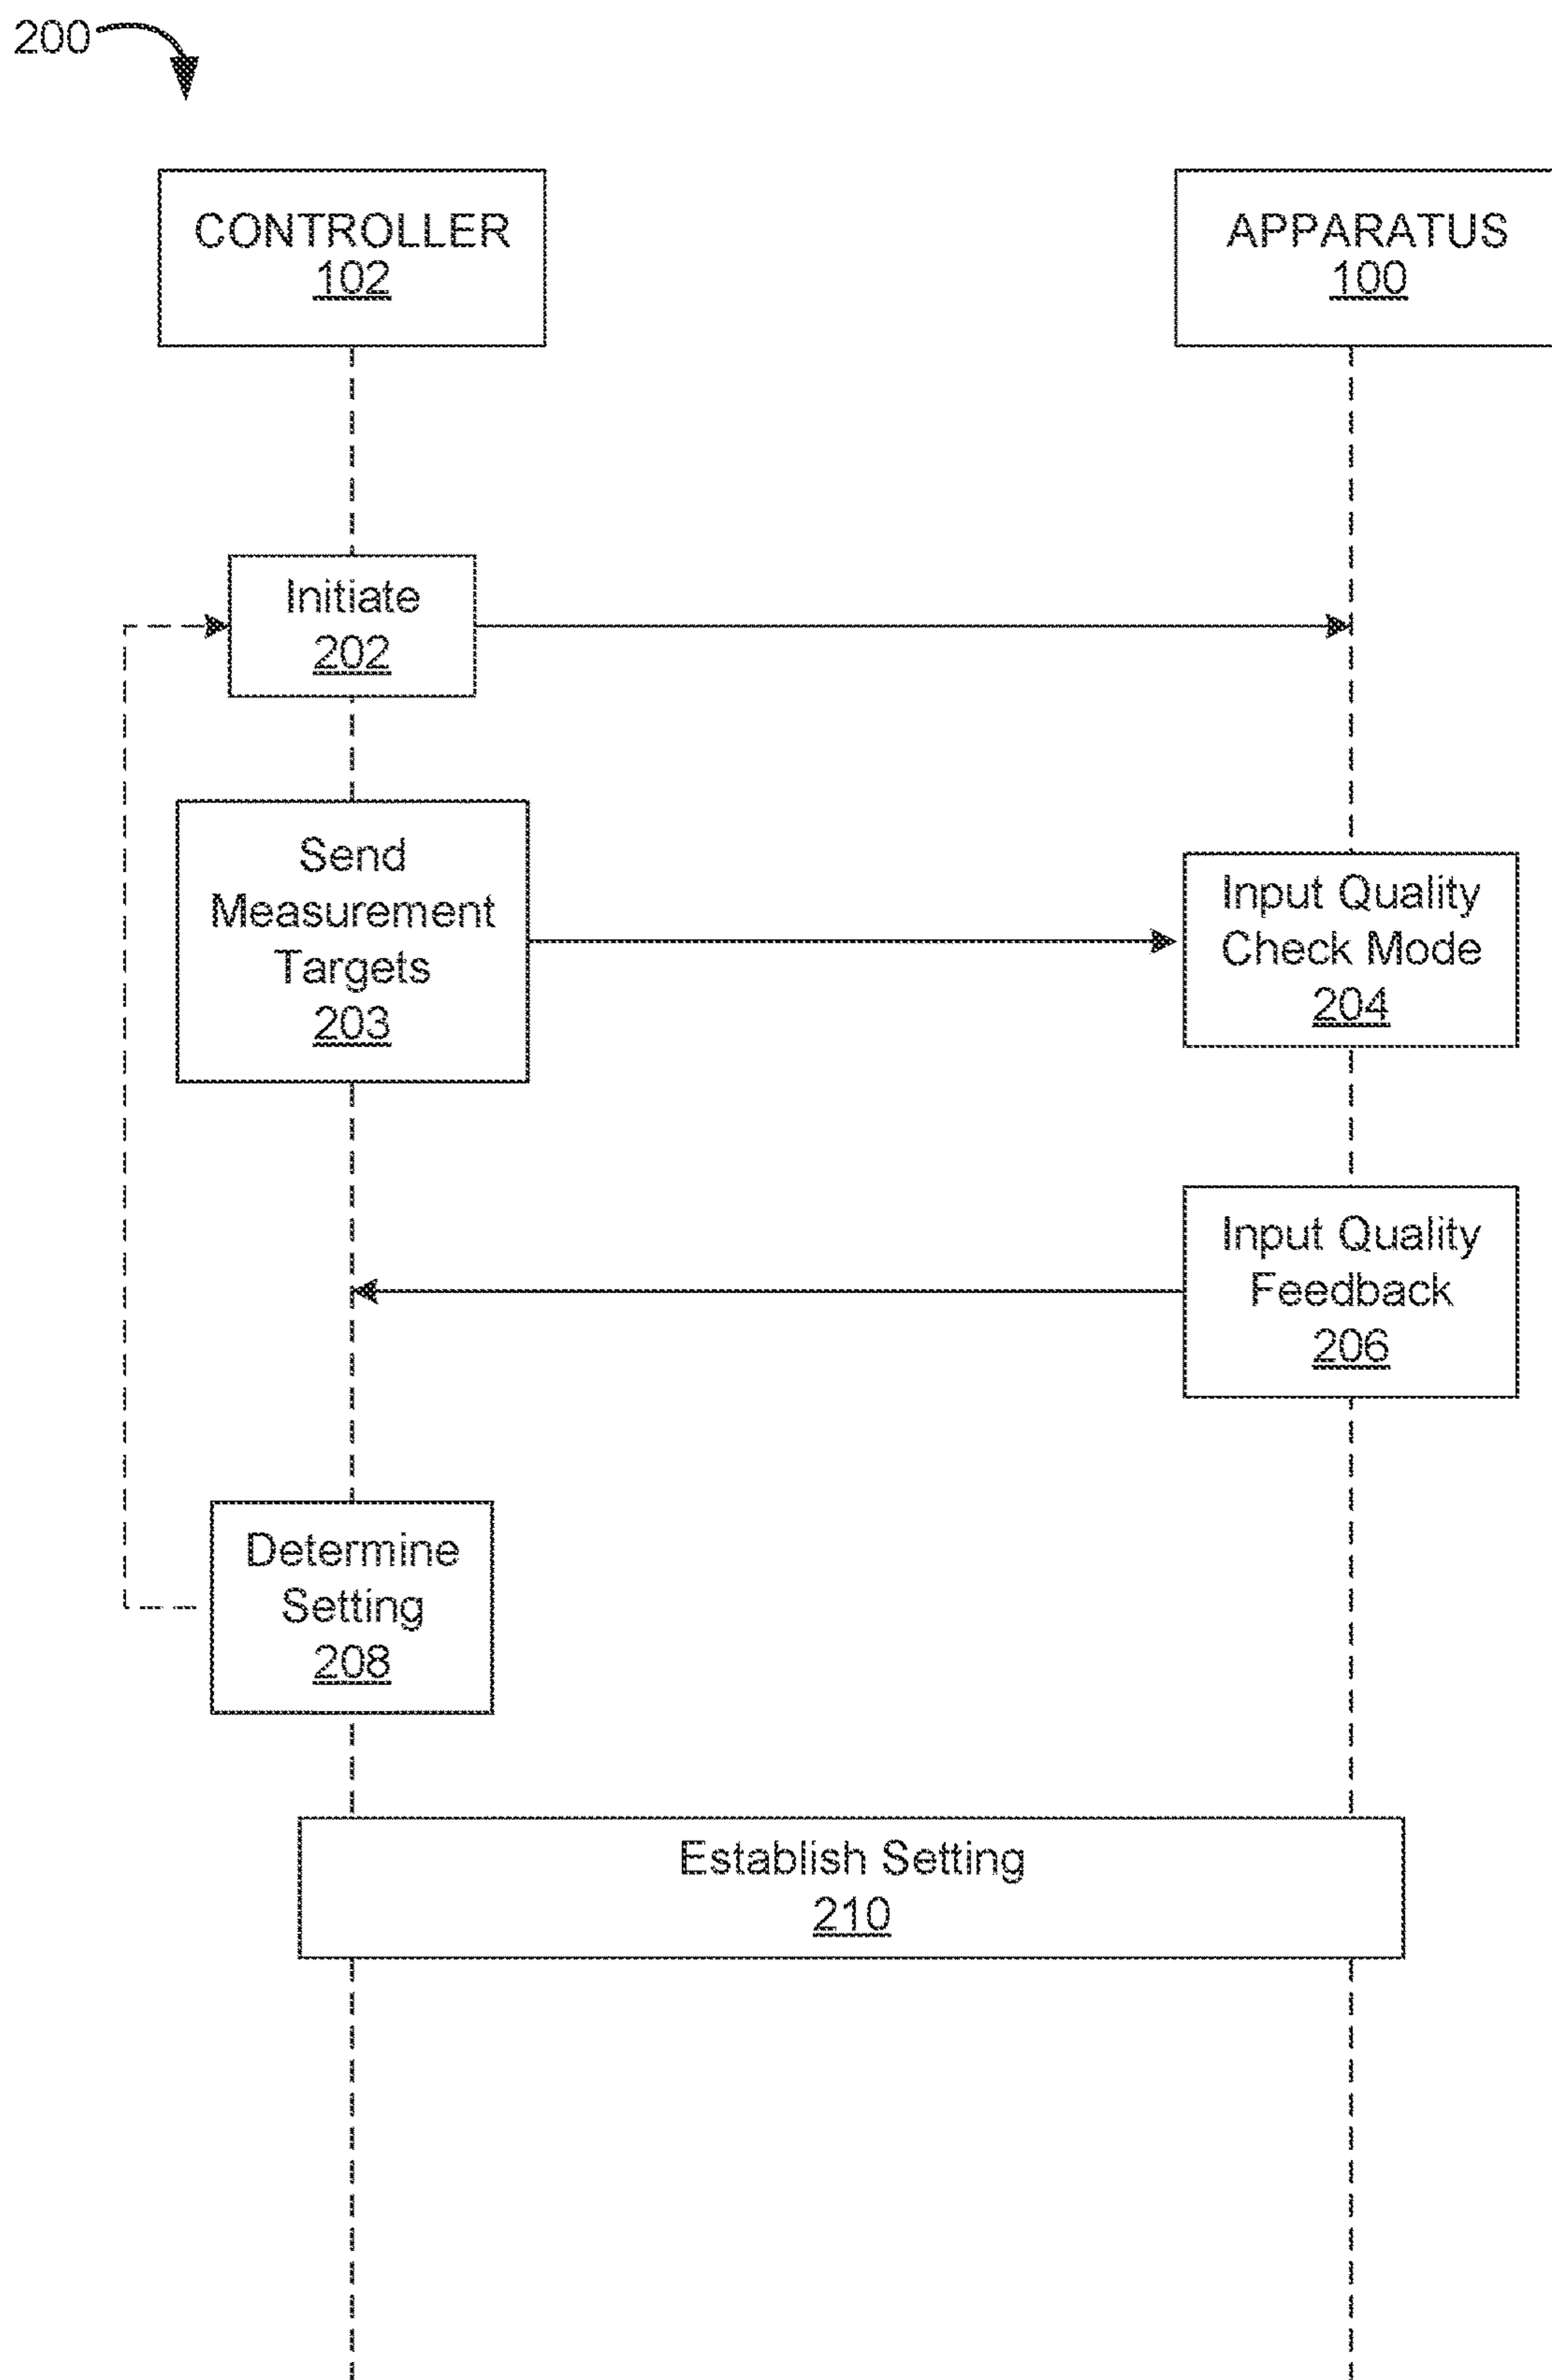 200
CONTROLLER
102
APPARATUS
100
Initiate
202
Send
Measurement
Targets
203
Input Quality
Check Mode
204
Input Quality
Feedback
206
Determine
Setting
208
Establish Setting
210